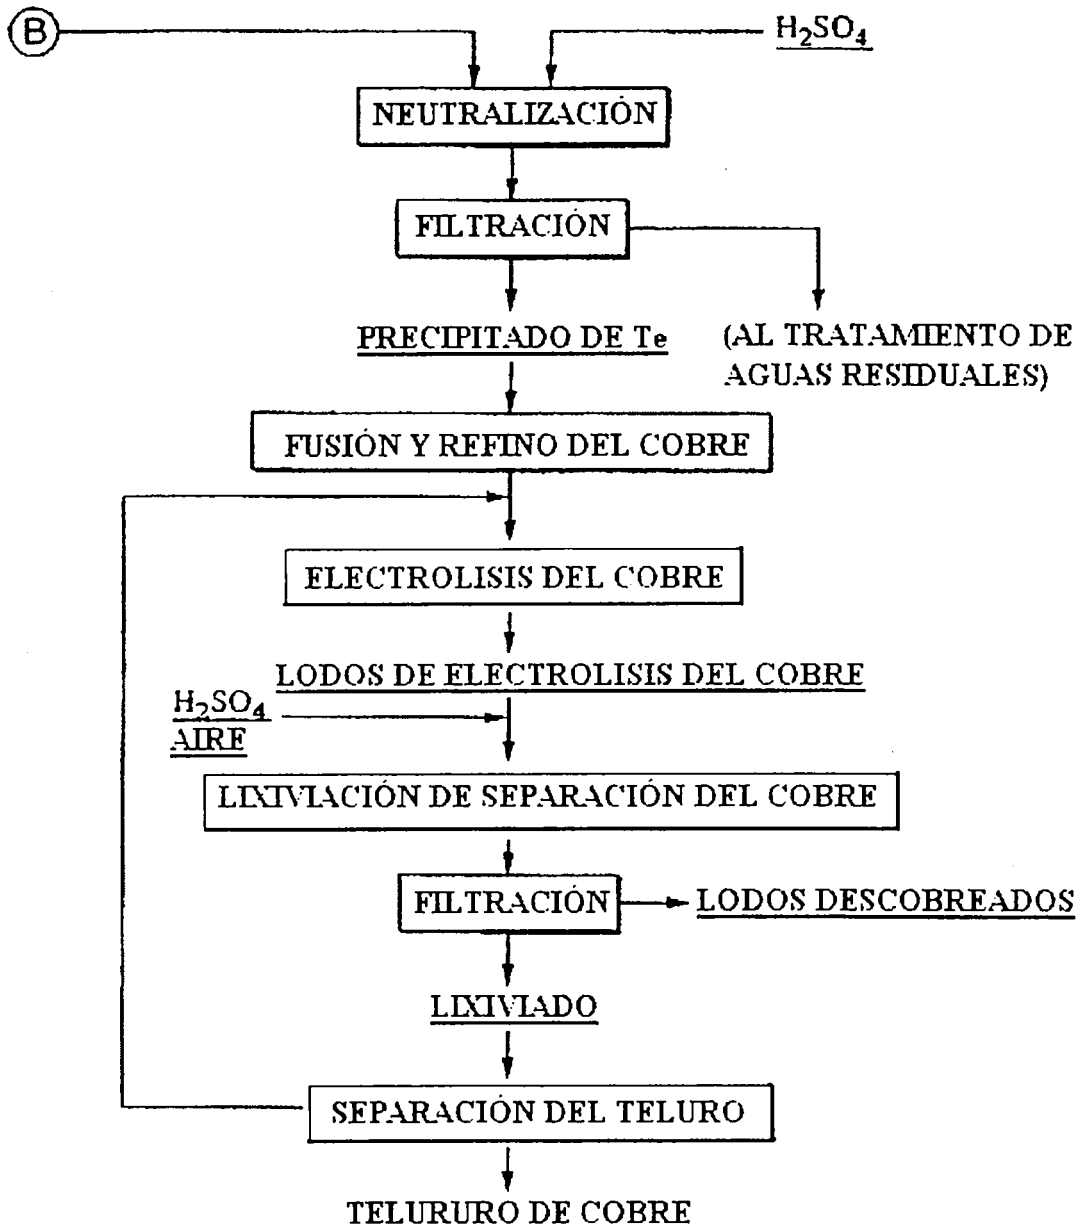 B
H₂SO₄
NEUTRALIZACIÓN
FILTRACIÓN
PRECIPITADO DE Te
(AL TRATAMIENTO DE
AGUAS RESIDUALES)
FUSIÓN Y REFINO DEL COBRE
ELECTROLISIS DEL COBRE
LODOS DE ELECTROLISIS DEL COBRE
H₂SO₄
AIRE
LIXIVIACIÓN DE SEPARACIÓN DEL COBRE
FILTRACIÓN
LODOS DESCOBREADOS
LIXIVIADO
SEPARACIÓN DEL TELURO
TELURURO DE COBRE